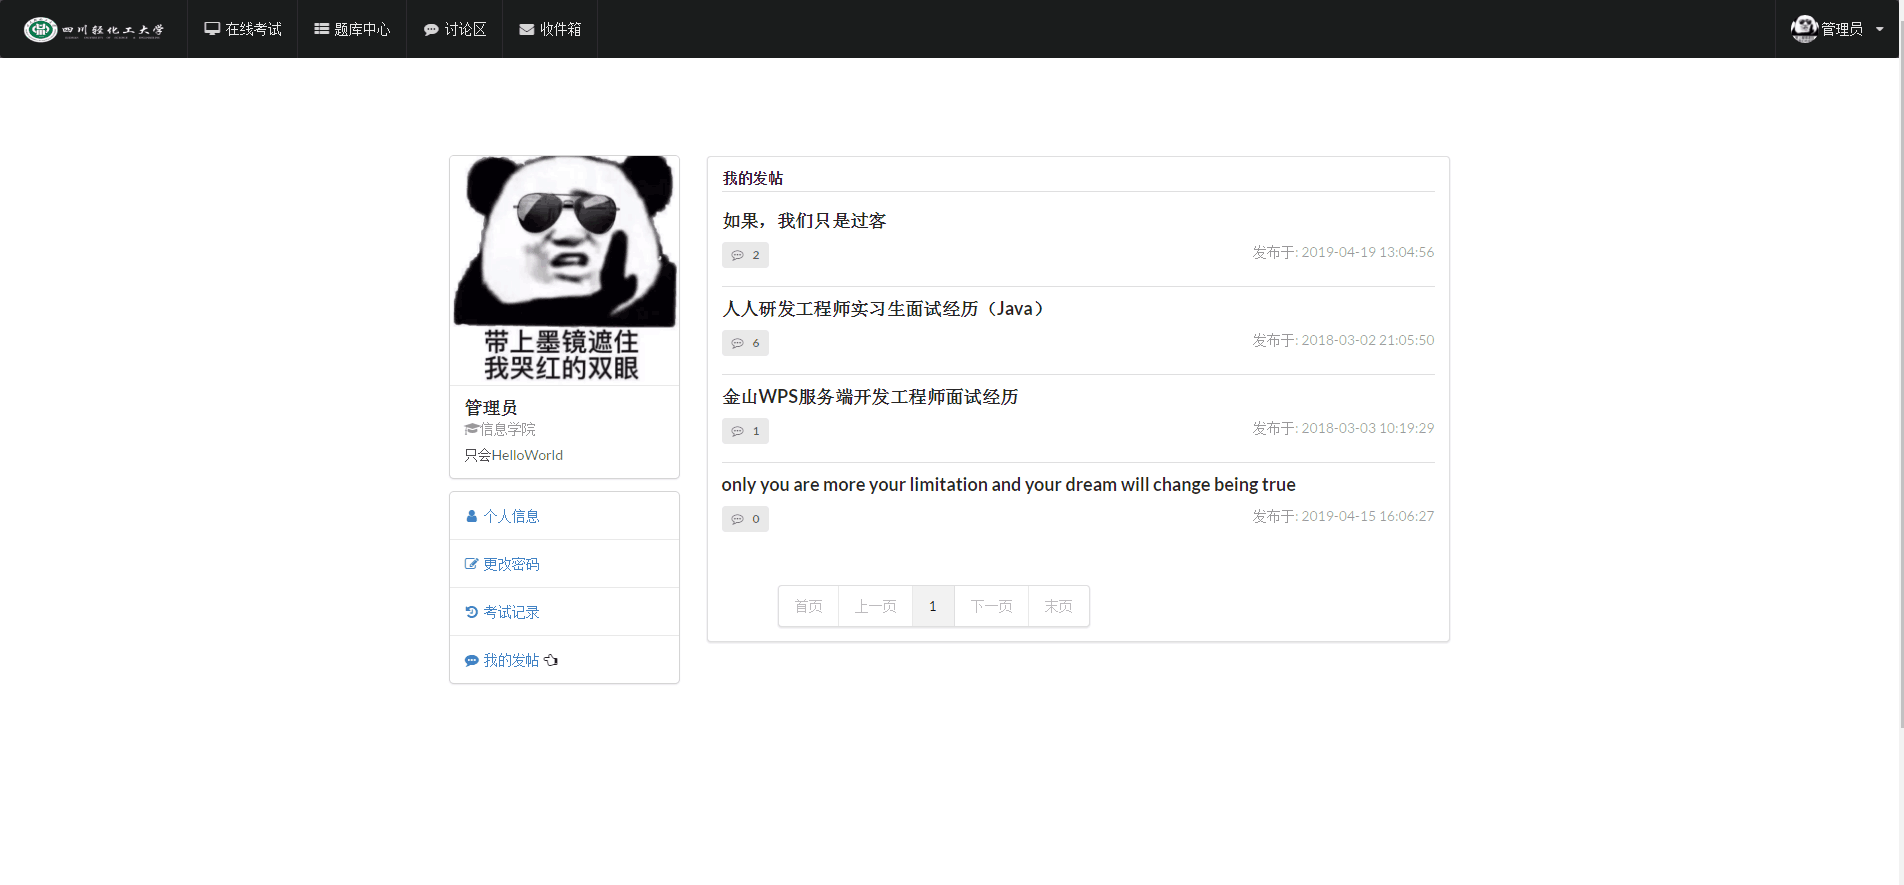 四川轻化工大学
在线考试
题库中心
讨论区
收件箱
管理员
带上墨镜遮住
我哭红的双眼
管理员
信息学院
只会HelloWorld
个人信息
更改密码
考试记录
我的发帖
我的发帖
如果，我们只是过客
2
发布于: 2019-04-19 13:04:56
人人研发工程师实习生面试经历（Java）
6
发布于: 2018-03-02 21:05:50
金山WPS服务端开发工程师面试经历
1
发布于: 2018-03-03 10:19:29
only you are more your limitation and your dream will change being true
0
发布于: 2019-04-15 16:06:27
首页 上一页 1 下一页 末页